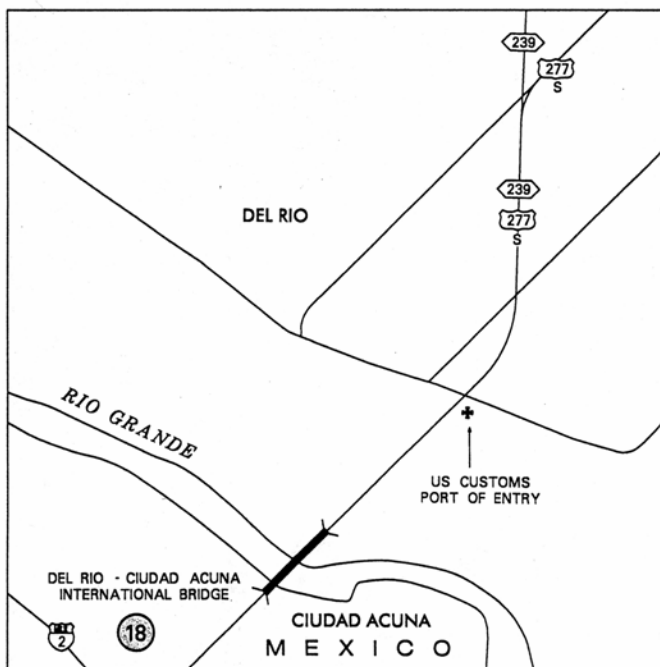 239
277
S
DEL RIO
239
277
S
RIO GRANDE
US CUSTOMS
PORT OF ENTRY
DEL RIO - CIUDAD ACUNA
INTERNATIONAL BRIDGE
18
2
CIUDAD ACUNA
MEXICO